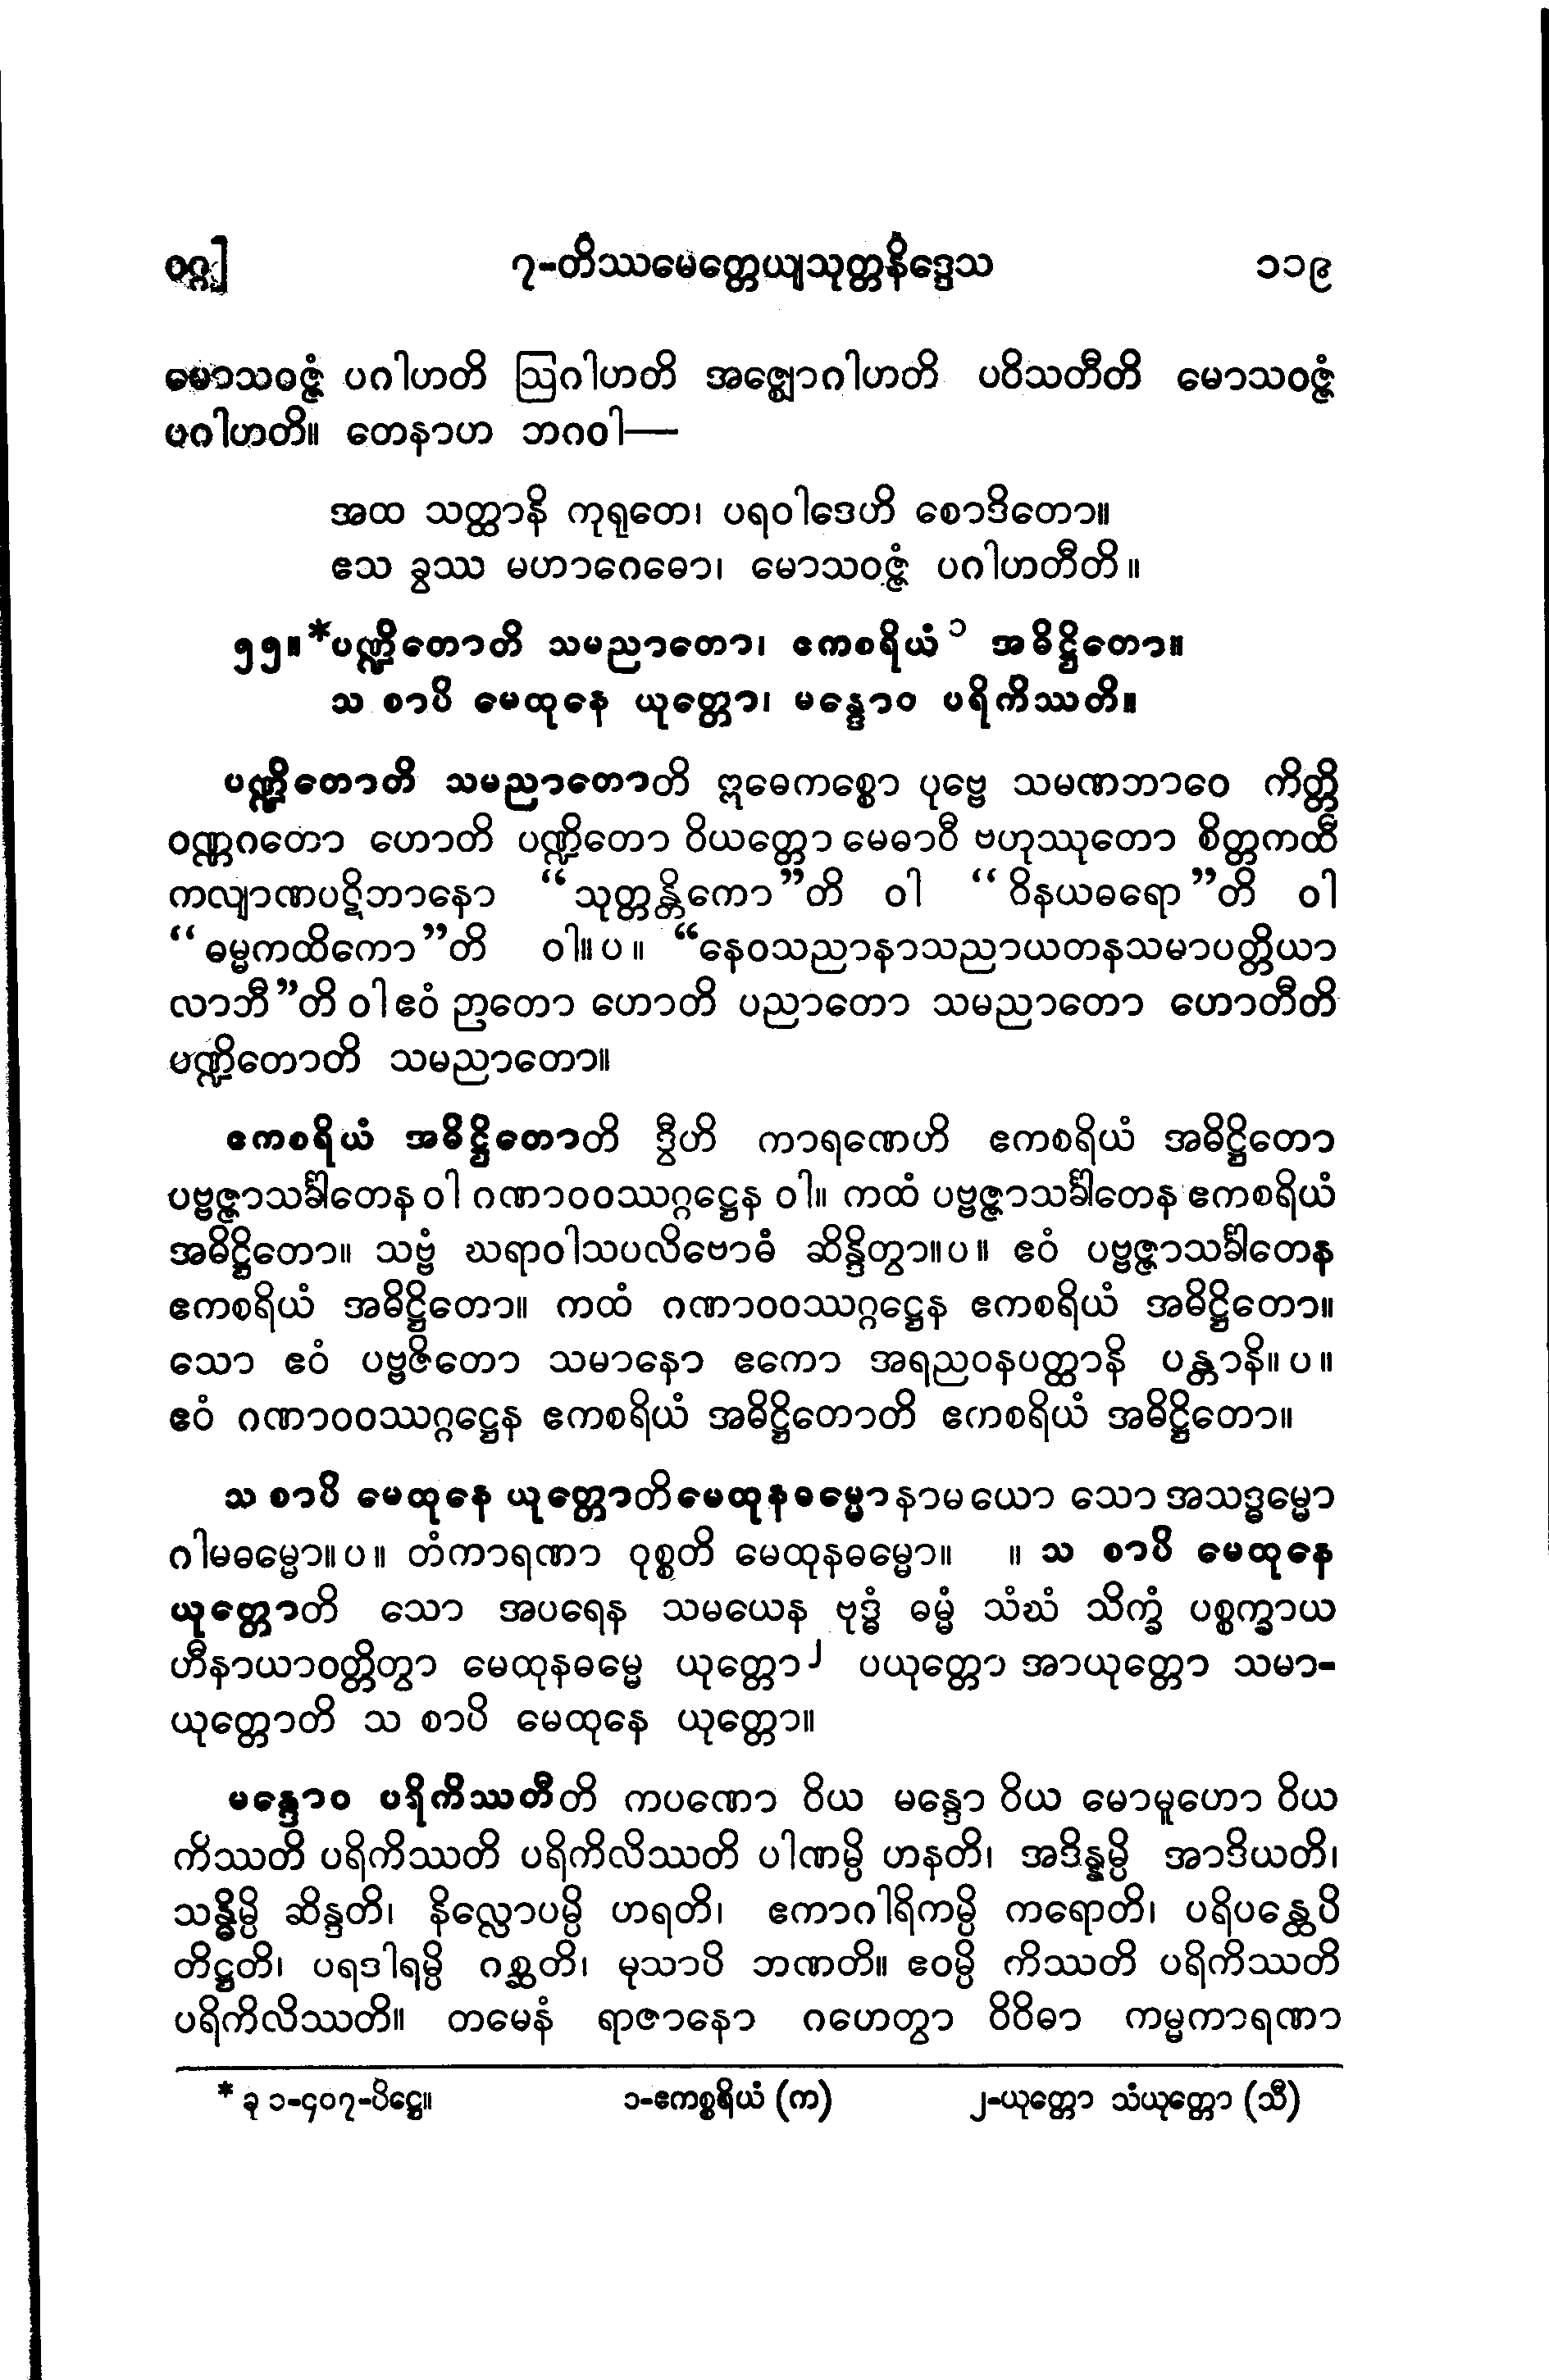 ဝဂ္ဂ]	၇-တိဿမေတ္တေယျသုတ္တနိဒ္ဒေသ	၁၁၉
မောသဝဇ္ဇံ ပဂါဟတိ ဩဂါဟတိ အဇ္ဈောဂါဟတိ ပဝိသတီတိ မောသဝဇ္ဇံ
ပဂါဟတိ။ တေနာဟ ဘဂဝါ—
အထ သတ္ထာနိ ကုရုတေ၊ ပရဝါဒေဟိ စောဒိတော။
ဧသ ခွဿ မဟာဂေဓော၊ မောသဝဇ္ဇံ ပဂါဟတီတိ။
၅၅။*ပဏ္ဍိတောတိ သမညာတော၊ ဧကစရိယံ ၁ အဓိဋ္ဌိတော။
သ စာပိ မေထုနေ ယုတ္တော၊ မန္ဒောဝ ပရိကိဿတိ။
ပဏ္ဍိတောတိ သမညာတောတိ ဣဓေကစ္စော ပုဗ္ဗေ သမဏဘာဝေ ကိတ္တိ
ဝဏ္ဏဂတော ဟောတိ ပဏ္ဍိတော ဝိယတ္တော မေဓာဝီ ဗဟုဿုတော စိတ္တကထီ
ကလျာဏပဋိဘာနော “သုတ္တန္တိကော”တိ ဝါ “ဝိနယဓရော”တိ ဝါ
“ဓမ္မကထိကော”တိ ဝါ။ပ။ “နေဝသညာနာသညာယတနသမာပတ္တိယာ
လာဘီ”တိ ဝါ ဧဝံ ဉာတော ဟောတိ ပညာတော သမညာတော ဟောတီတိ
ပဏ္ဍိတောတိ သမညာတော။
ဧကစရိယံ အဓိဋ္ဌိတောတိ ဒွီဟိ ကာရဏေဟိ ဧကစရိယံ အဓိဋ္ဌိတော
ပဗ္ဗဇ္ဇာသင်္ခါတေန ဝါ ဂဏာဝဝဿဂ္ဂဋ္ဌေန ဝါ။ ကထံ ပဗ္ဗဇ္ဇာသင်္ခါတေန ဧကစရိယံ
အဓိဋ္ဌိတော။ သဗ္ဗံ ဃရာဝါသပလိဗောဓံ ဆိန္ဒိတွာ။ပ။ ဧဝံ ပဗ္ဗဇ္ဇာသင်္ခါတေန
ဧကစရိယံ အဓိဋ္ဌိတော။ ကထံ ဂဏာဝဝဿဂ္ဂဋ္ဌေန ဧကစရိယံ အဓိဋ္ဌိတော။
သော ဧဝံ ပဗ္ဗဇိတော သမာနော ဧကော အရညဝနပတ္ထာနိ ပန္တာနိ။ပ။
ဧဝံ ဂဏာဝဝဿဂ္ဂဋ္ဌေန ဧကစရိယံ အဓိဋ္ဌိတောတိ ဧကစရိယံ အဓိဋ္ဌိတော။
သ စာပိ မေထုနေ ယုတ္တောတိ မေထုနဓမ္မော နာမ ယော သော အသဒ္ဓမ္မော
ဂါမဓမ္မော။ပ။ တံကာရဏာ ဝုစ္စတိ မေထုနဓမ္မော။ ။ သ စာပိ မေထုနေ
ယုတ္တောတိ သော အပရေန သမယေန ဗုဒ္ဓံ ဓမ္မံ သံဃံ သိက္ခံ ပစ္စက္ခာယ
ဟီနာယာဝတ္တိတွာ မေထုနဓမ္မေ ယုတ္တော ၂ ပယုတ္တော အာယုတ္တော သမာ-
ယုတ္တောတိ သ စာပိ မေထုနေ ယုတ္တော။
မန္ဒောဝ ပရိကိဿတီတိ ကပဏော ဝိယ မန္ဒော ဝိယ မောမူဟော ဝိယ
ကိဿတိ ပရိကိဿတိ ပရိကိလိဿတိ ပါဏမ္ပိ ဟနတိ၊ အဒိန္နမ္ပိ အာဒိယတိ၊
သန္ဓိမ္ပိ ဆိန္ဒတိ၊ နိလ္လောပမ္ပိ ဟရတိ၊ ဧကာဂါရိကမ္ပိ ကရောတိ၊ ပရိပန္ထေပိ
တိဋ္ဌတိ၊ ပရဒါရမ္ပိ ဂစ္ဆတိ၊ မုသာပိ ဘဏတိ။ ဧဝမ္ပိ ကိဿတိ ပရိကိဿတိ
ပရိကိလိဿတိ။ တမေနံ ရာဇာနော ဂဟေတွာ ဝိဝိဓာ ကမ္မကာရဏာ
* ခု ၁-၄၀၇-ပိဋ္ဌေ။	၁-ဧကစ္စရိယံ (က)	၂-ယုတ္တော သံယုတ္တော (သီ)